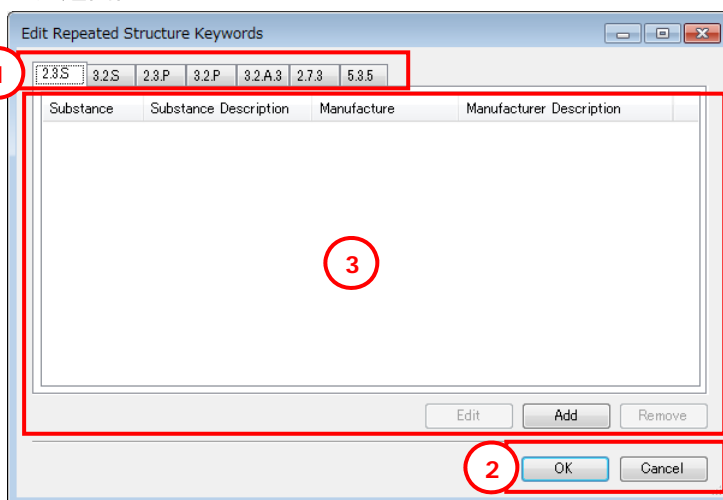 Edit Repeated Structure Keywords
1
2.3.S 3.2.S 2.3.P 3.2.P 3.2.A.3 2.7.3 5.3.5
Substance Substance Description Manufacture Manufacturer Description
3
Edit Add Remove
2 OK Cancel